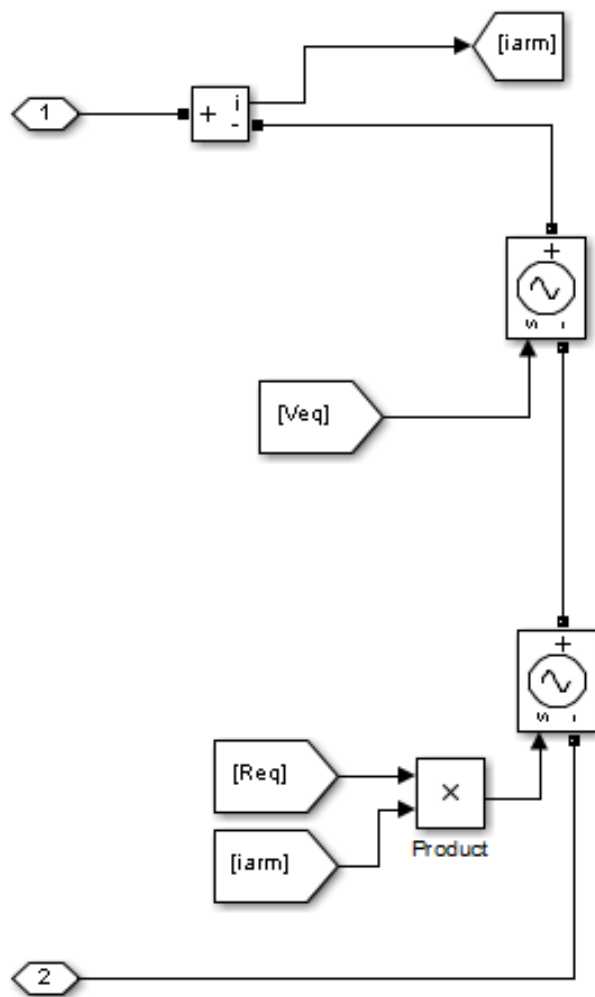 [iarm]
1
+ i
-
+
s -
[Veq]
+
s -
[Req]
×
[iarm]
Product
2